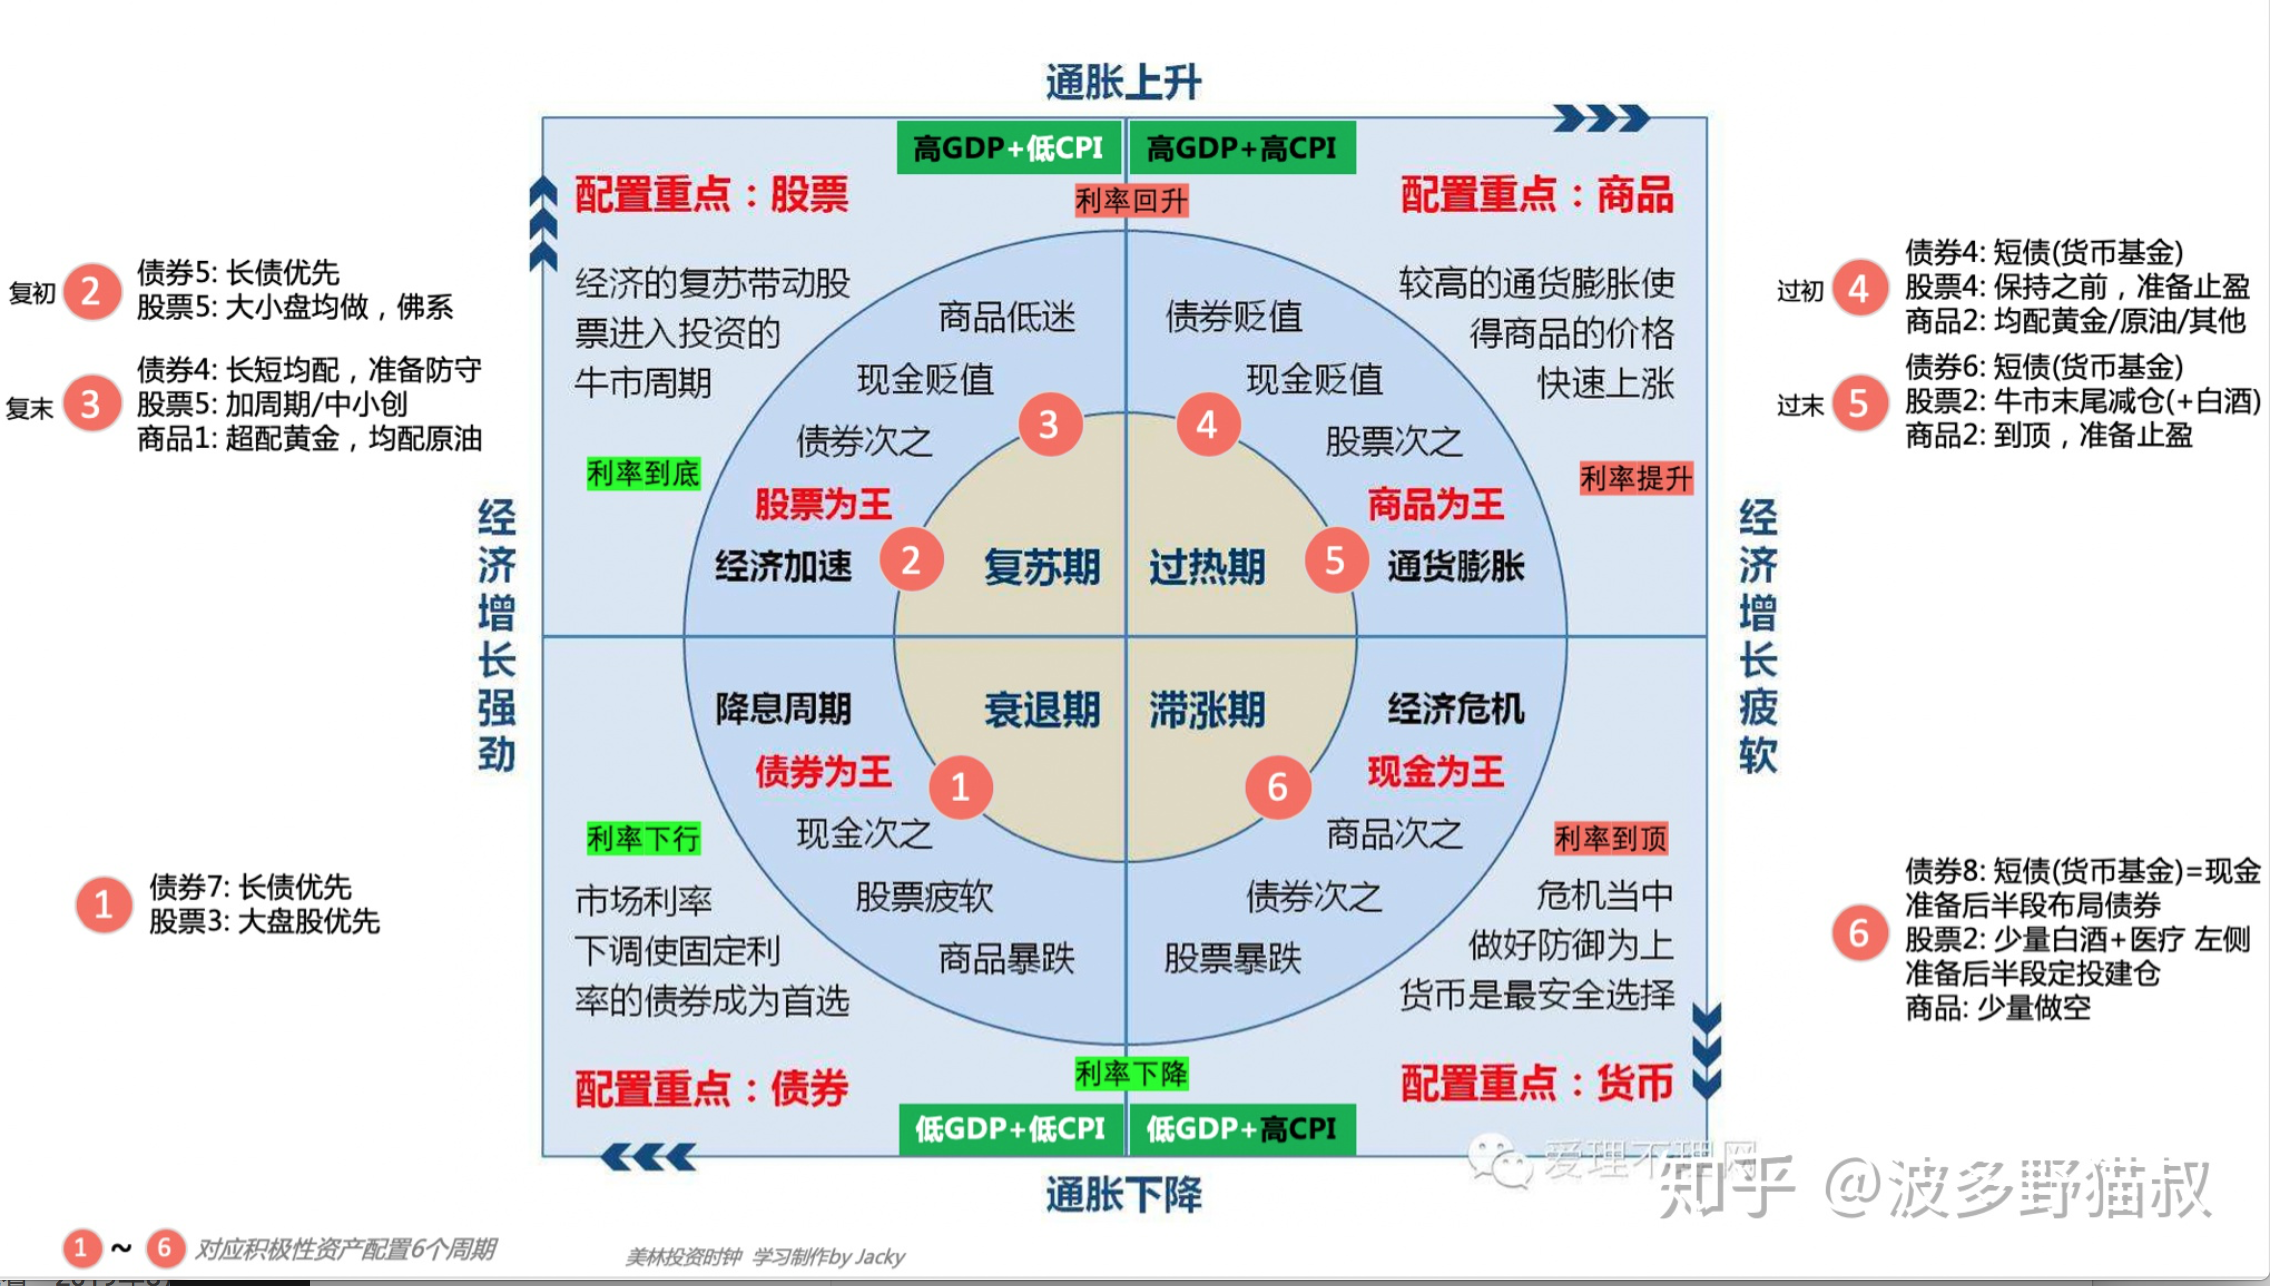 通胀上升
高GDP+低CPI
高GDP+高CPI
利率回升
配置重点：股票
经济的复苏带动股
票进入投资的
牛市周期
利率到底
配置重点：商品
较高的通货膨胀使
得商品的价格
快速上涨
利率提升
复初
2
债券5: 长债优先
股票5: 大小盘均做，佛系
复末
3
债券4: 长短均配，准备防守
股票5: 加周期/中小创
商品1: 超配黄金，均配原油
过初
4
债券4: 短债(货币基金)
股票4: 保持之前，准备止盈
商品2: 均配黄金/原油/其他
过末
5
债券6: 短债(货币基金)
股票2: 牛市末尾减仓(+白酒)
商品2: 到顶，准备止盈
商品低迷
现金贬值
债券次之
股票为王
经济加速
3
2
复苏期
债券贬值
现金贬值
股票次之
商品为王
通货膨胀
4
5
过热期
经济增长强劲
经济增长疲软
降息周期
债券为王
现金次之
股票疲软
商品暴跌
衰退期
1
滞涨期
6
经济危机
现金为王
商品次之
债券次之
股票暴跌
1
债券7: 长债优先
股票3: 大盘股优先
利率下行
市场利率
下调使固定利
率的债券成为首选
配置重点：债券
利率到顶
危机当中
做好防御为上
货币是最安全选择
配置重点：货币
6
债券8: 短债(货币基金)=现金
准备后半段布局债券
股票2: 少量白酒+医疗 左侧
准备后半段定投建仓
商品: 少量做空
利率下降
低GDP+低CPI
低GDP+高CPI
通胀下降
爱理不理网
知乎 @波多野猫叔
1 ~ 6 对应积极性资产配置6个周期
美林投资时钟 学习制作by Jacky